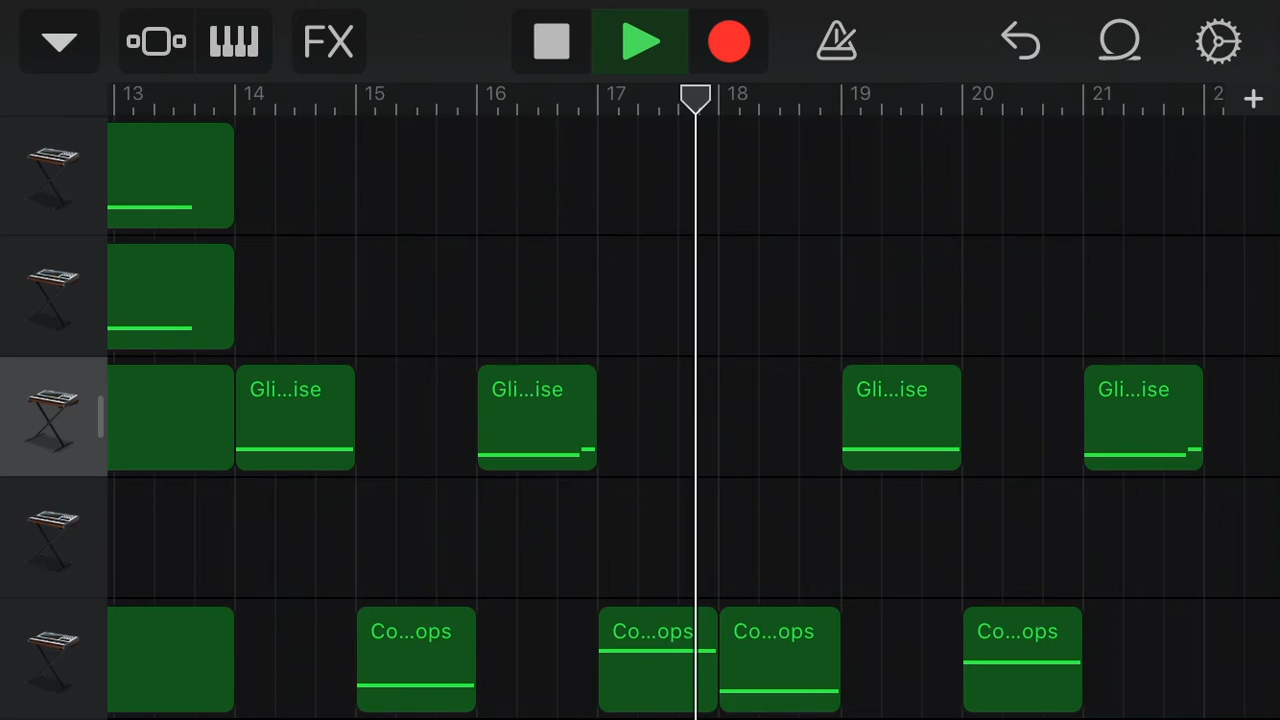 FX
13 14 15 16 17 18 19 20 21 2 +
Gli...ise Gli...ise Gli...ise Gli...ise
Co...ops Co...ops Co...ops Co...ops